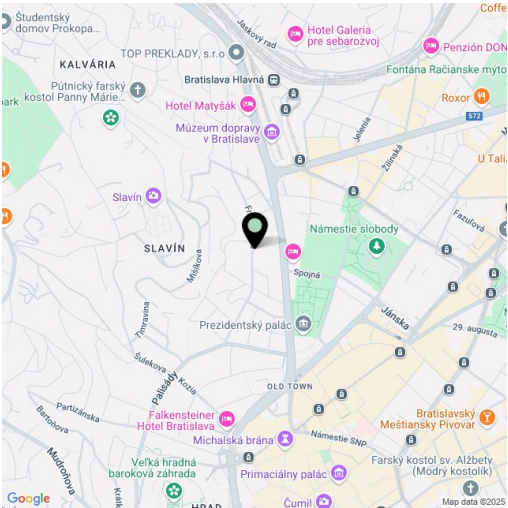 Študentský
domov Prokopa...
KALVÁRIA
Pútnický farský
kostol Panny Márie...
TOP PREKLADY, s.r.o
Jaskový rad
Hotel Galeria
pre sebarozvoj
Coffe
Penzión DON
Fontána Račianske mýto
Bratislava Hlavná
Hotel Matyšák
Múzeum dopravy
v Bratislave
Roxor
572
Jelenia
Žilinská
U Tali
park
Slavín
SLAVÍN
Mišíkova
Timravina
Námestie slobody
Fazuľová
Spojná
Prezidentský palác
Jánska
29. augusta
Šulekova
Kozia
Palisády
OLD TOWN
Partizánska
Bartoňova
Mudroňova
Falkensteiner
Hotel Bratislava
Michalská brána
Námestie SNP
Bratislavský
Meštiansky Pivovar
Veľká hradná
baroková záhrada
Krátk
HRAD
Primaciálny palác
Čumil
Farský kostol sv. Alžbety
(Modrý kostolík)
Google
Map data ©2025